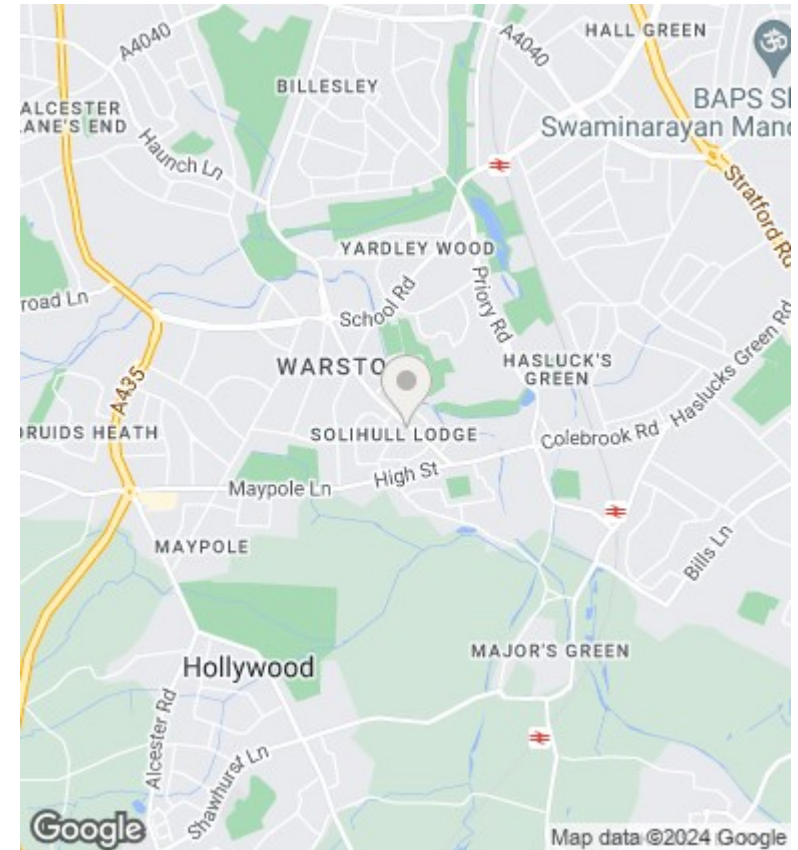 A4040
A4040
HALL GREEN
BILLESLEY
BAPS S
Swaminarayan Mand
ALCESTER
LANE'S END
Haunch Ln
Stratford Rd
YARDLEY WOOD
road Ln
School Rd
Priory Rd
WARSTO
HASLUCK'S
GREEN
Haslucks Green Rd
A435
DRUIDS HEATH
SOLIHULL LODGE
Colebrook Rd
High St
Maypole Ln
MAYPOLE
Bills Ln
MAJOR'S GREEN
Hollywood
Alcester Rd
Shawhurst Ln
Google
Map data ©2024 Google